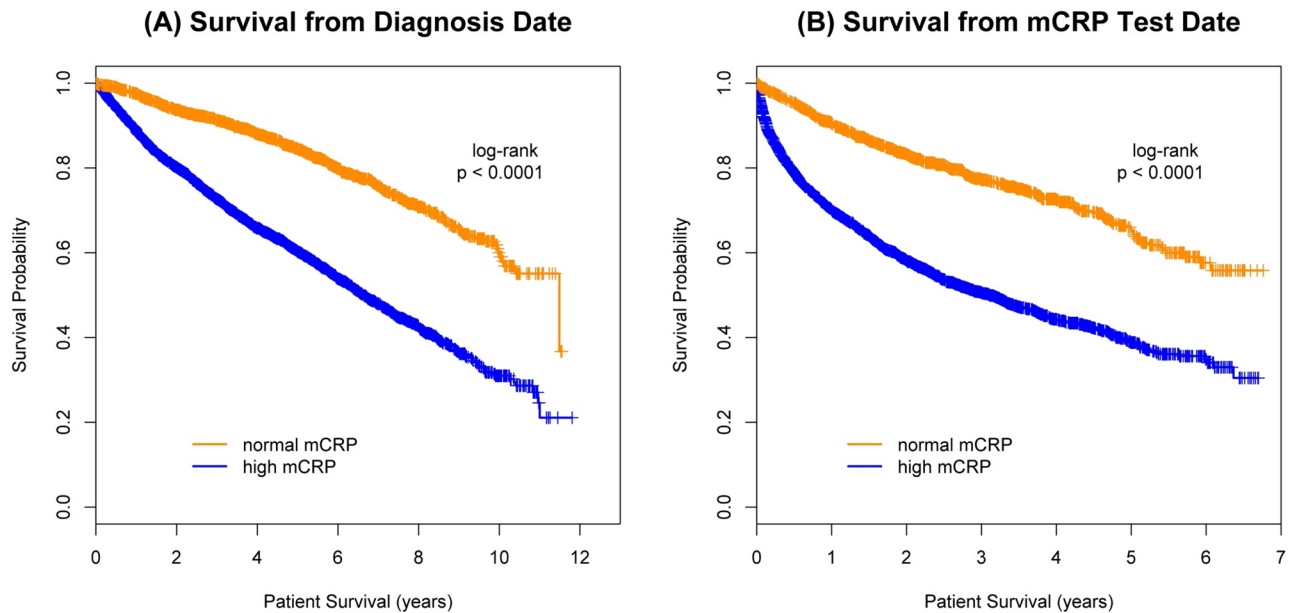 (A) Survival from Diagnosis Date
Survival Probability
1.0
0.8
0.6
0.4
0.2
0.0
log-rank
p < 0.0001
normal mCRP
high mCRP
0 2 4 6 8 10 12
Patient Survival (years)
(B) Survival from mCRP Test Date
Survival Probability
1.0
0.8
0.6
0.4
0.2
0.0
log-rank
p < 0.0001
normal mCRP
high mCRP
0 1 2 3 4 5 6 7
Patient Survival (years)